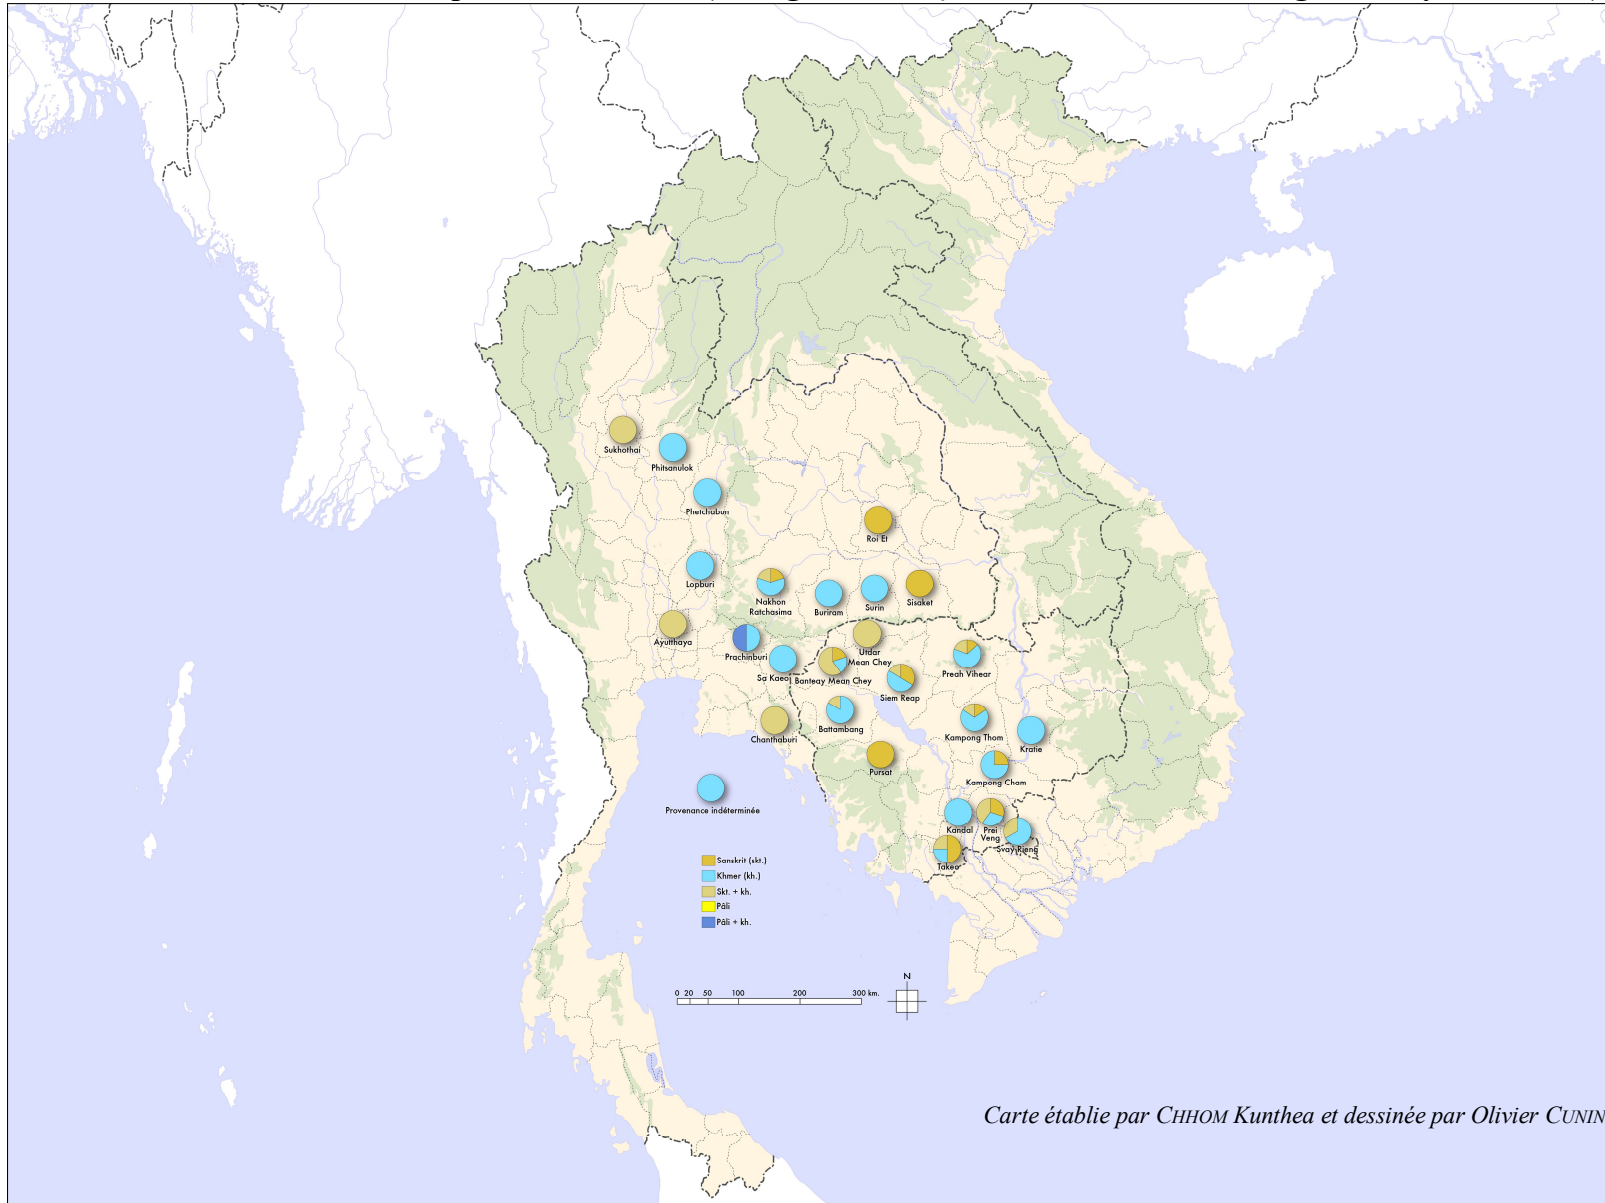 Sukhothai
Phitsanulok
Phetchabun
Roi Et
Lopburi
Nakhon
Ratchasima
Buriram
Surin
Sisaket
Ayutthaya
Prachinburi
Utdar
Mean Chey
Sa Kaeo
Banteay Mean Chey
Preah Vihear
Siem Reap
Battambang
Chanthaburi
Kampong Thom
Kratie
Pursat
Kampong Cham
Provenance indéterminée
Kandal
Prei
Veng
Svay Rieng
Takeo
Sanskrit (skt.)
Khmer (kh.)
Skt. + kh.
Pâli
Pâli + kh.
N
0 20 50 100 200 300 km.
Carte établie par CHHOM Kunthea et dessinée par Olivier CUNIN